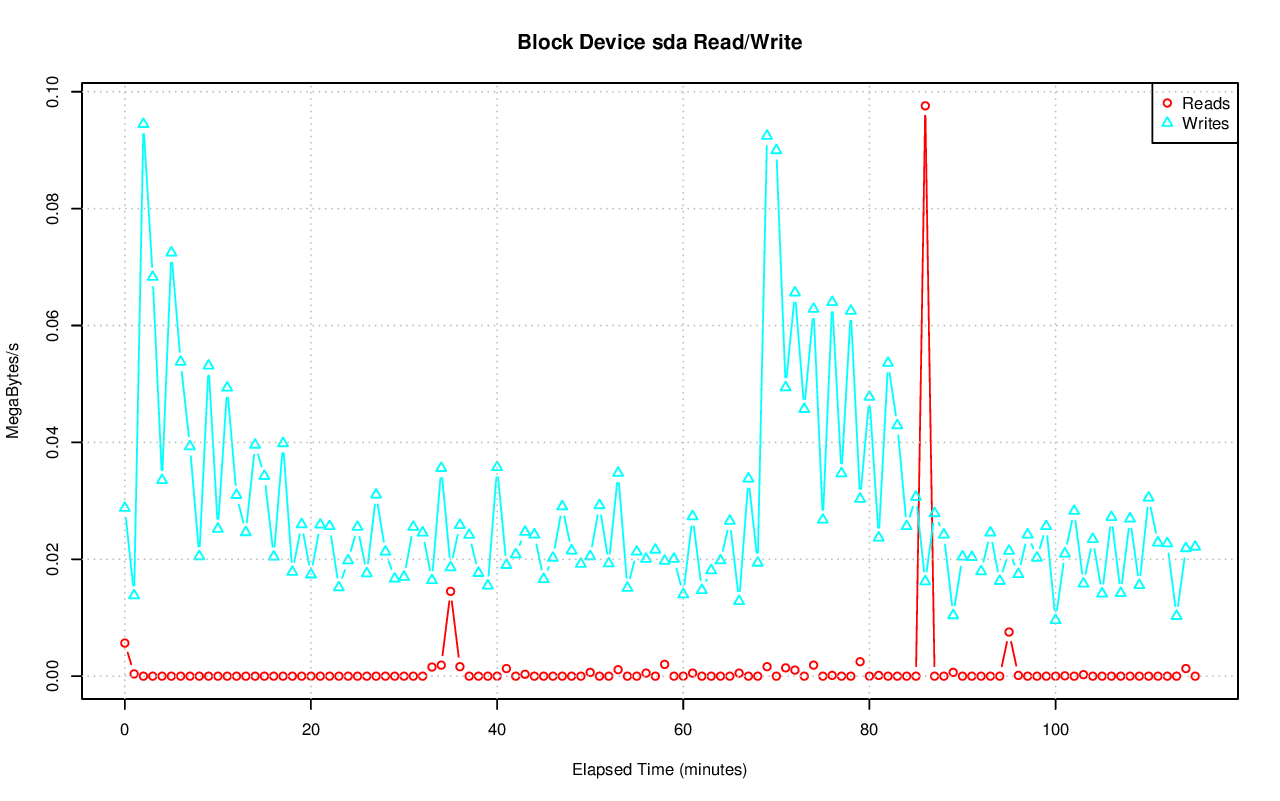 Block Device sda Read/Write
MegaBytes/s
0.10
0.08
0.06
0.04
0.02
0.00
Reads
Writes
0 20 40 60 80 100
Elapsed Time (minutes)